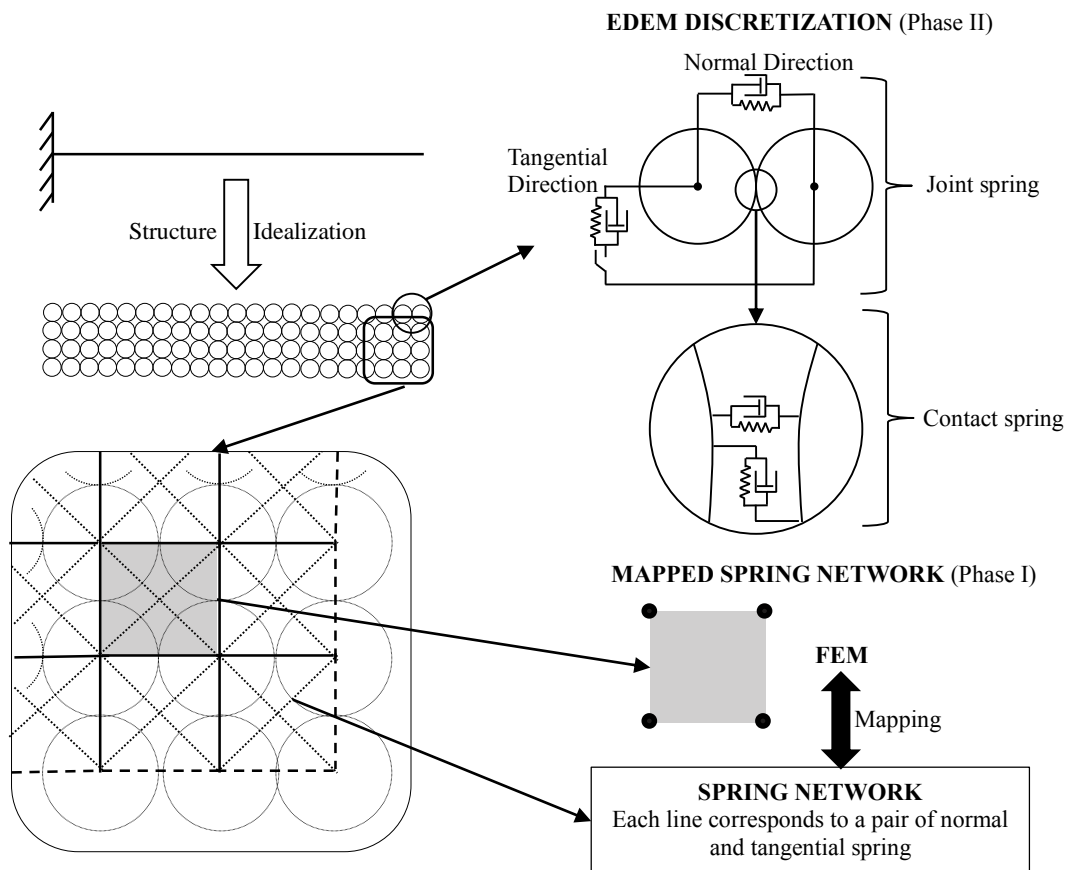 EDEM DISCRETIZATION (Phase II)
Normal Direction
Tangential
Direction
Joint spring
Structure Idealization
Contact spring
MAPPED SPRING NETWORK (Phase I)
FEM
Mapping
SPRING NETWORK
Each line corresponds to a pair of normal
and tangential spring